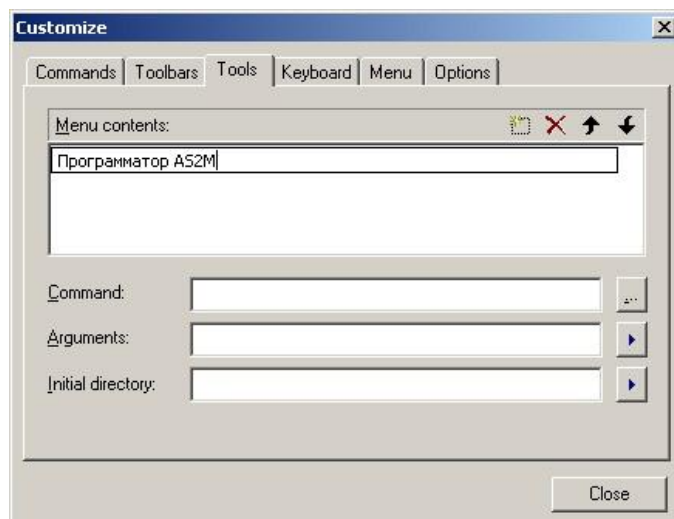 Customize
Commands Toolbars Tools Keyboard Menu Options
Menu contents:
Программатор AS2M
Command:
...
Arguments:
Initial directory:
Close